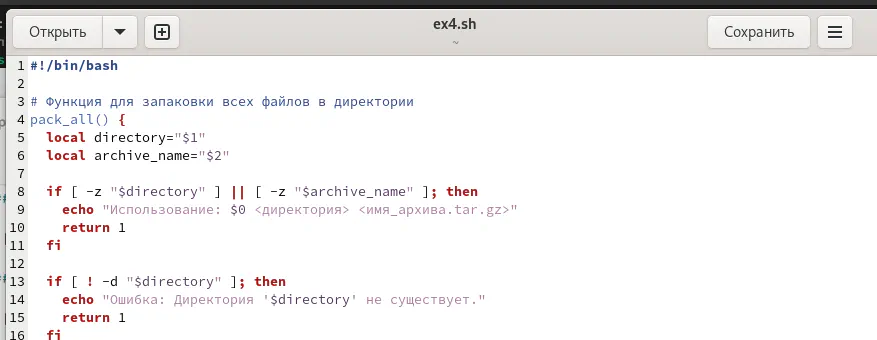 Открыть
ex4.sh
~
Сохранить
1 #!/bin/bash
2
3 # Функция для запаковки всех файлов в директории
4 pack_all() {
5   local directory="$1"
6   local archive_name="$2"
7
8   if [ -z "$directory" ] || [ -z "$archive_name" ]; then
9     echo "Использование: $0 <директория> <имя_архива.tar.gz>"
10     return 1
11   fi
12
13   if [ ! -d "$directory" ]; then
14     echo "Ошибка: Директория '$directory' не существует."
15     return 1
16   fi